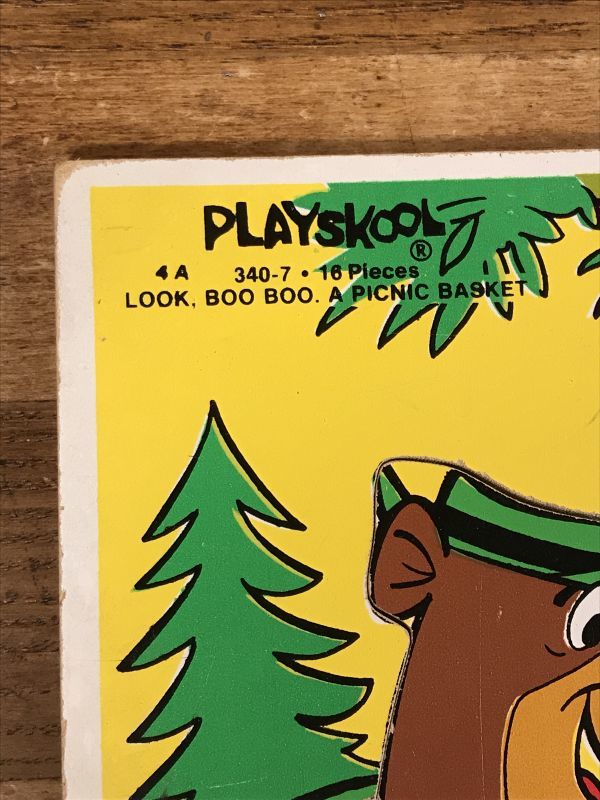 PLAYSKOOL®
4 A 340-7 • 16 Pieces
LOOK, BOO BOO. A PICNIC BASKET